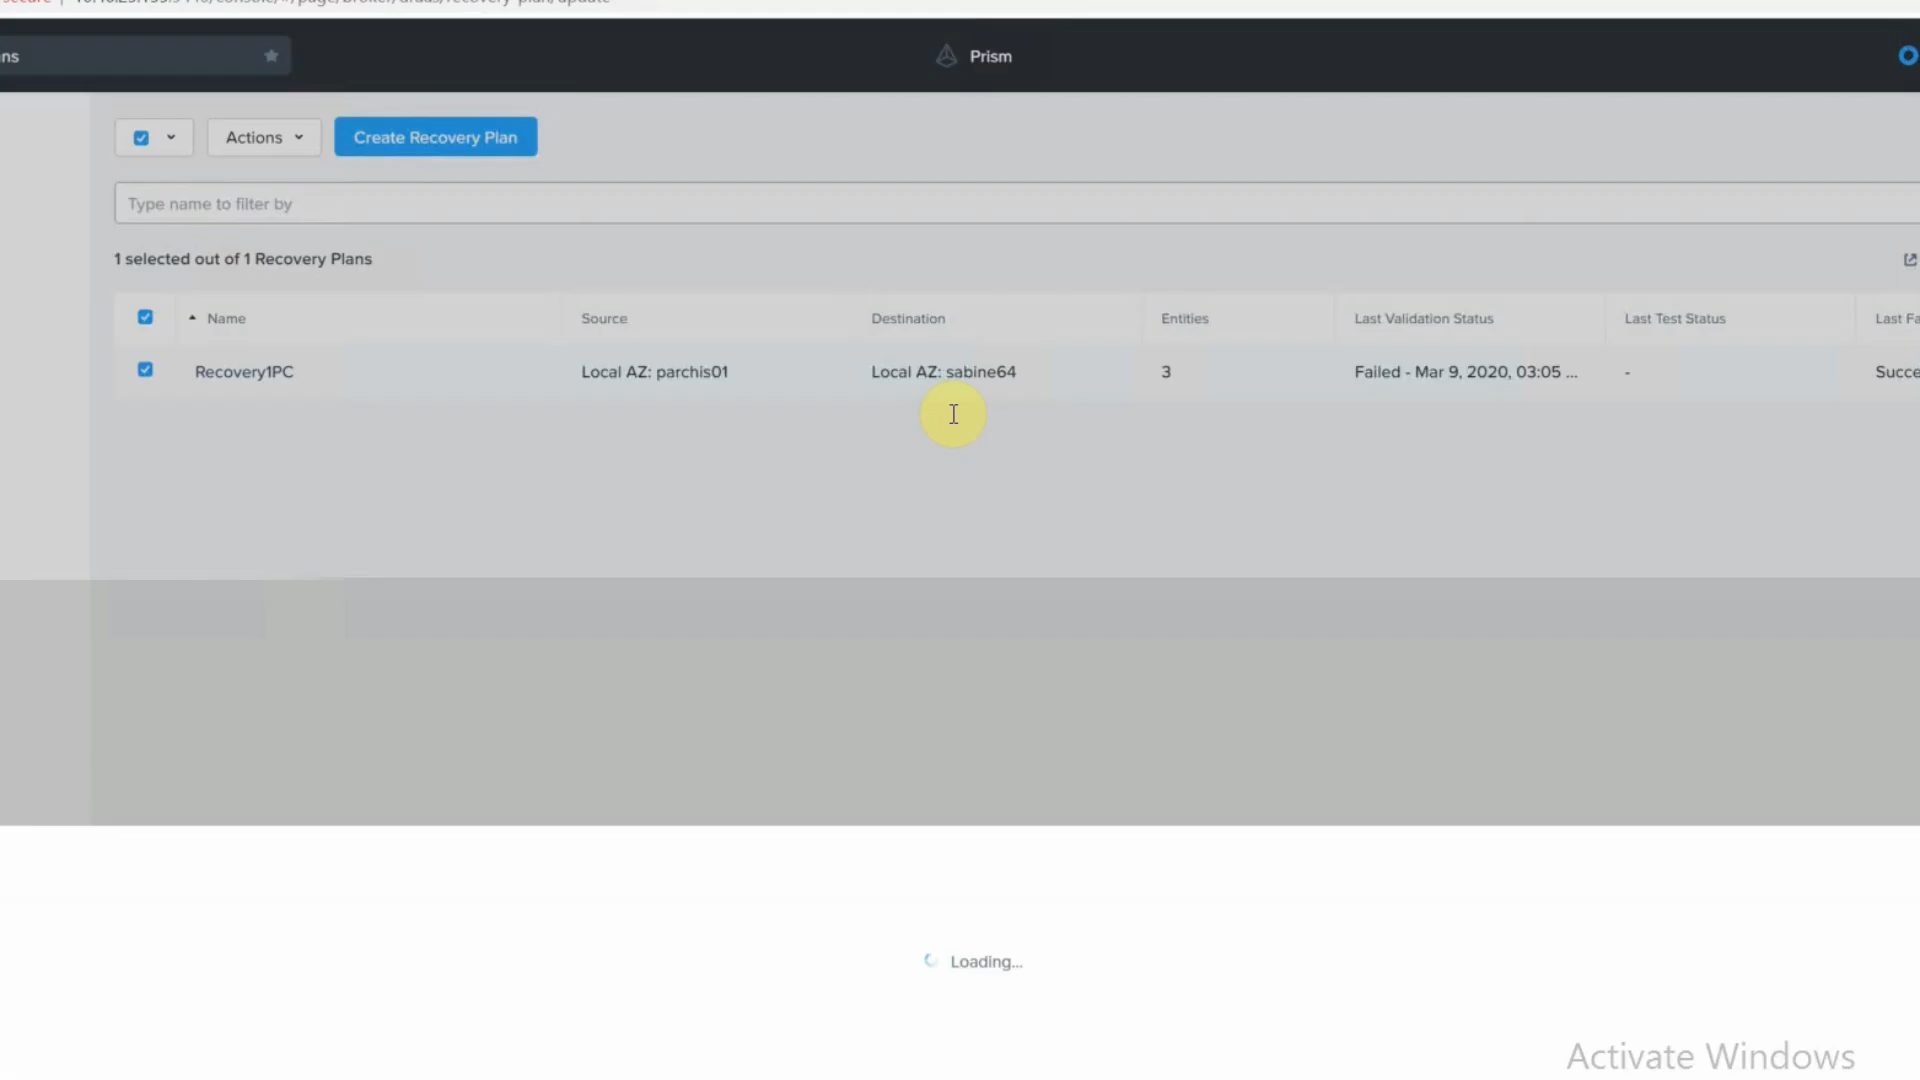 secure
ns
Prism
Actions
Create Recovery Plan
Type name to filter by
1 selected out of 1 Recovery Plans
Name Source Destination Entities Last Validation Status Last Test Status Last Fa
Recovery1PC Local AZ: parchis01 Local AZ: sabine64 3 Failed - Mar 9, 2020, 03:05 ... - Succe
Loading...
Activate Windows